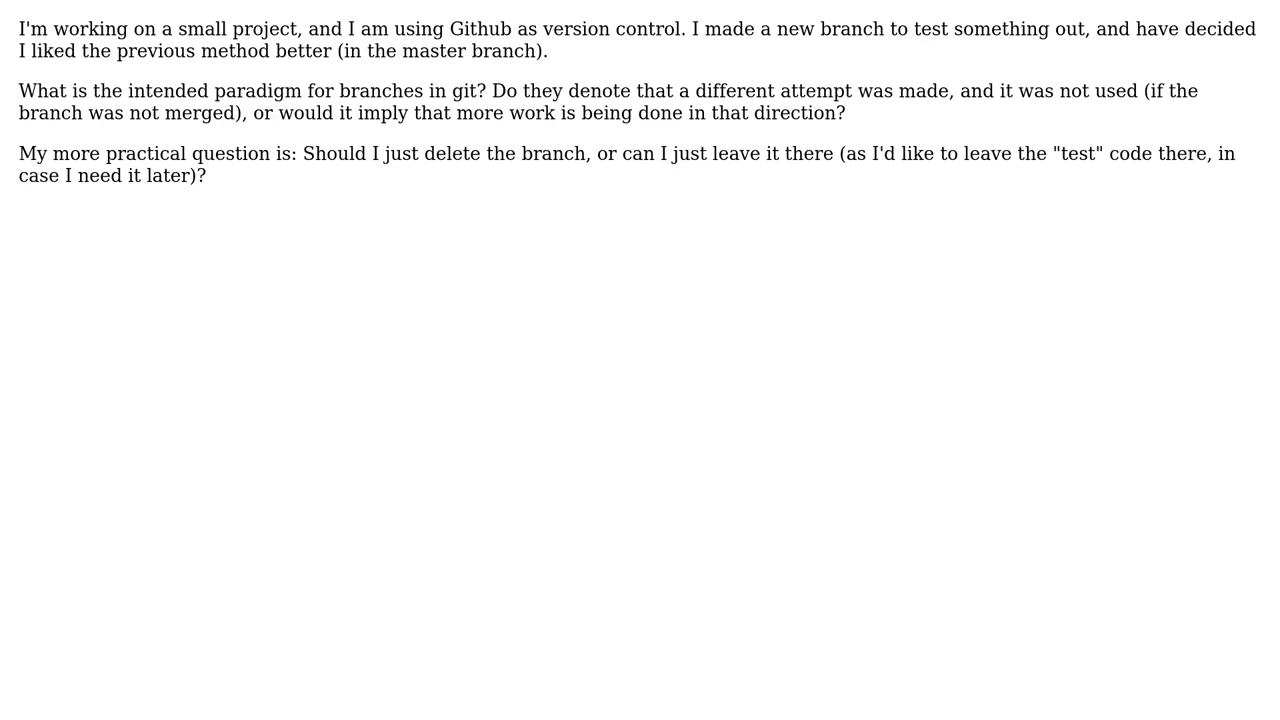 I'm working on a small project, and I am using Github as version control. I made a new branch to test something out, and have decided
I liked the previous method better (in the master branch).
What is the intended paradigm for branches in git? Do they denote that a different attempt was made, and it was not used (if the
branch was not merged), or would it imply that more work is being done in that direction?
My more practical question is: Should I just delete the branch, or can I just leave it there (as I'd like to leave the "test" code there, in
case I need it later)?